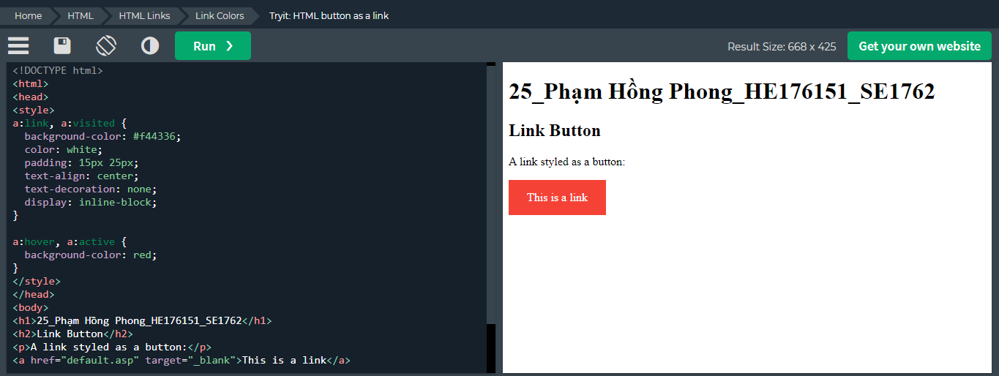 Home HTML HTML Links Link Colors Tryit: HTML button as a link
Run ❯ Result Size: 668 x 425 Get your own website
<!DOCTYPE html>
<html>
<head>
<style>
a:link, a:visited {
  background-color: #f44336;
  color: white;
  padding: 15px 25px;
  text-align: center;
  text-decoration: none;
  display: inline-block;
}

a:hover, a:active {
  background-color: red;
}
</style>
</head>
<body>
<h1>25_Phạm Hồng Phong_HE176151_SE1762</h1>
<h2>Link Button</h2>
<p>A link styled as a button:</p>
<a href="default.asp" target="_blank">This is a link</a>
25_Phạm Hồng Phong_HE176151_SE1762
Link Button
A link styled as a button:
This is a link